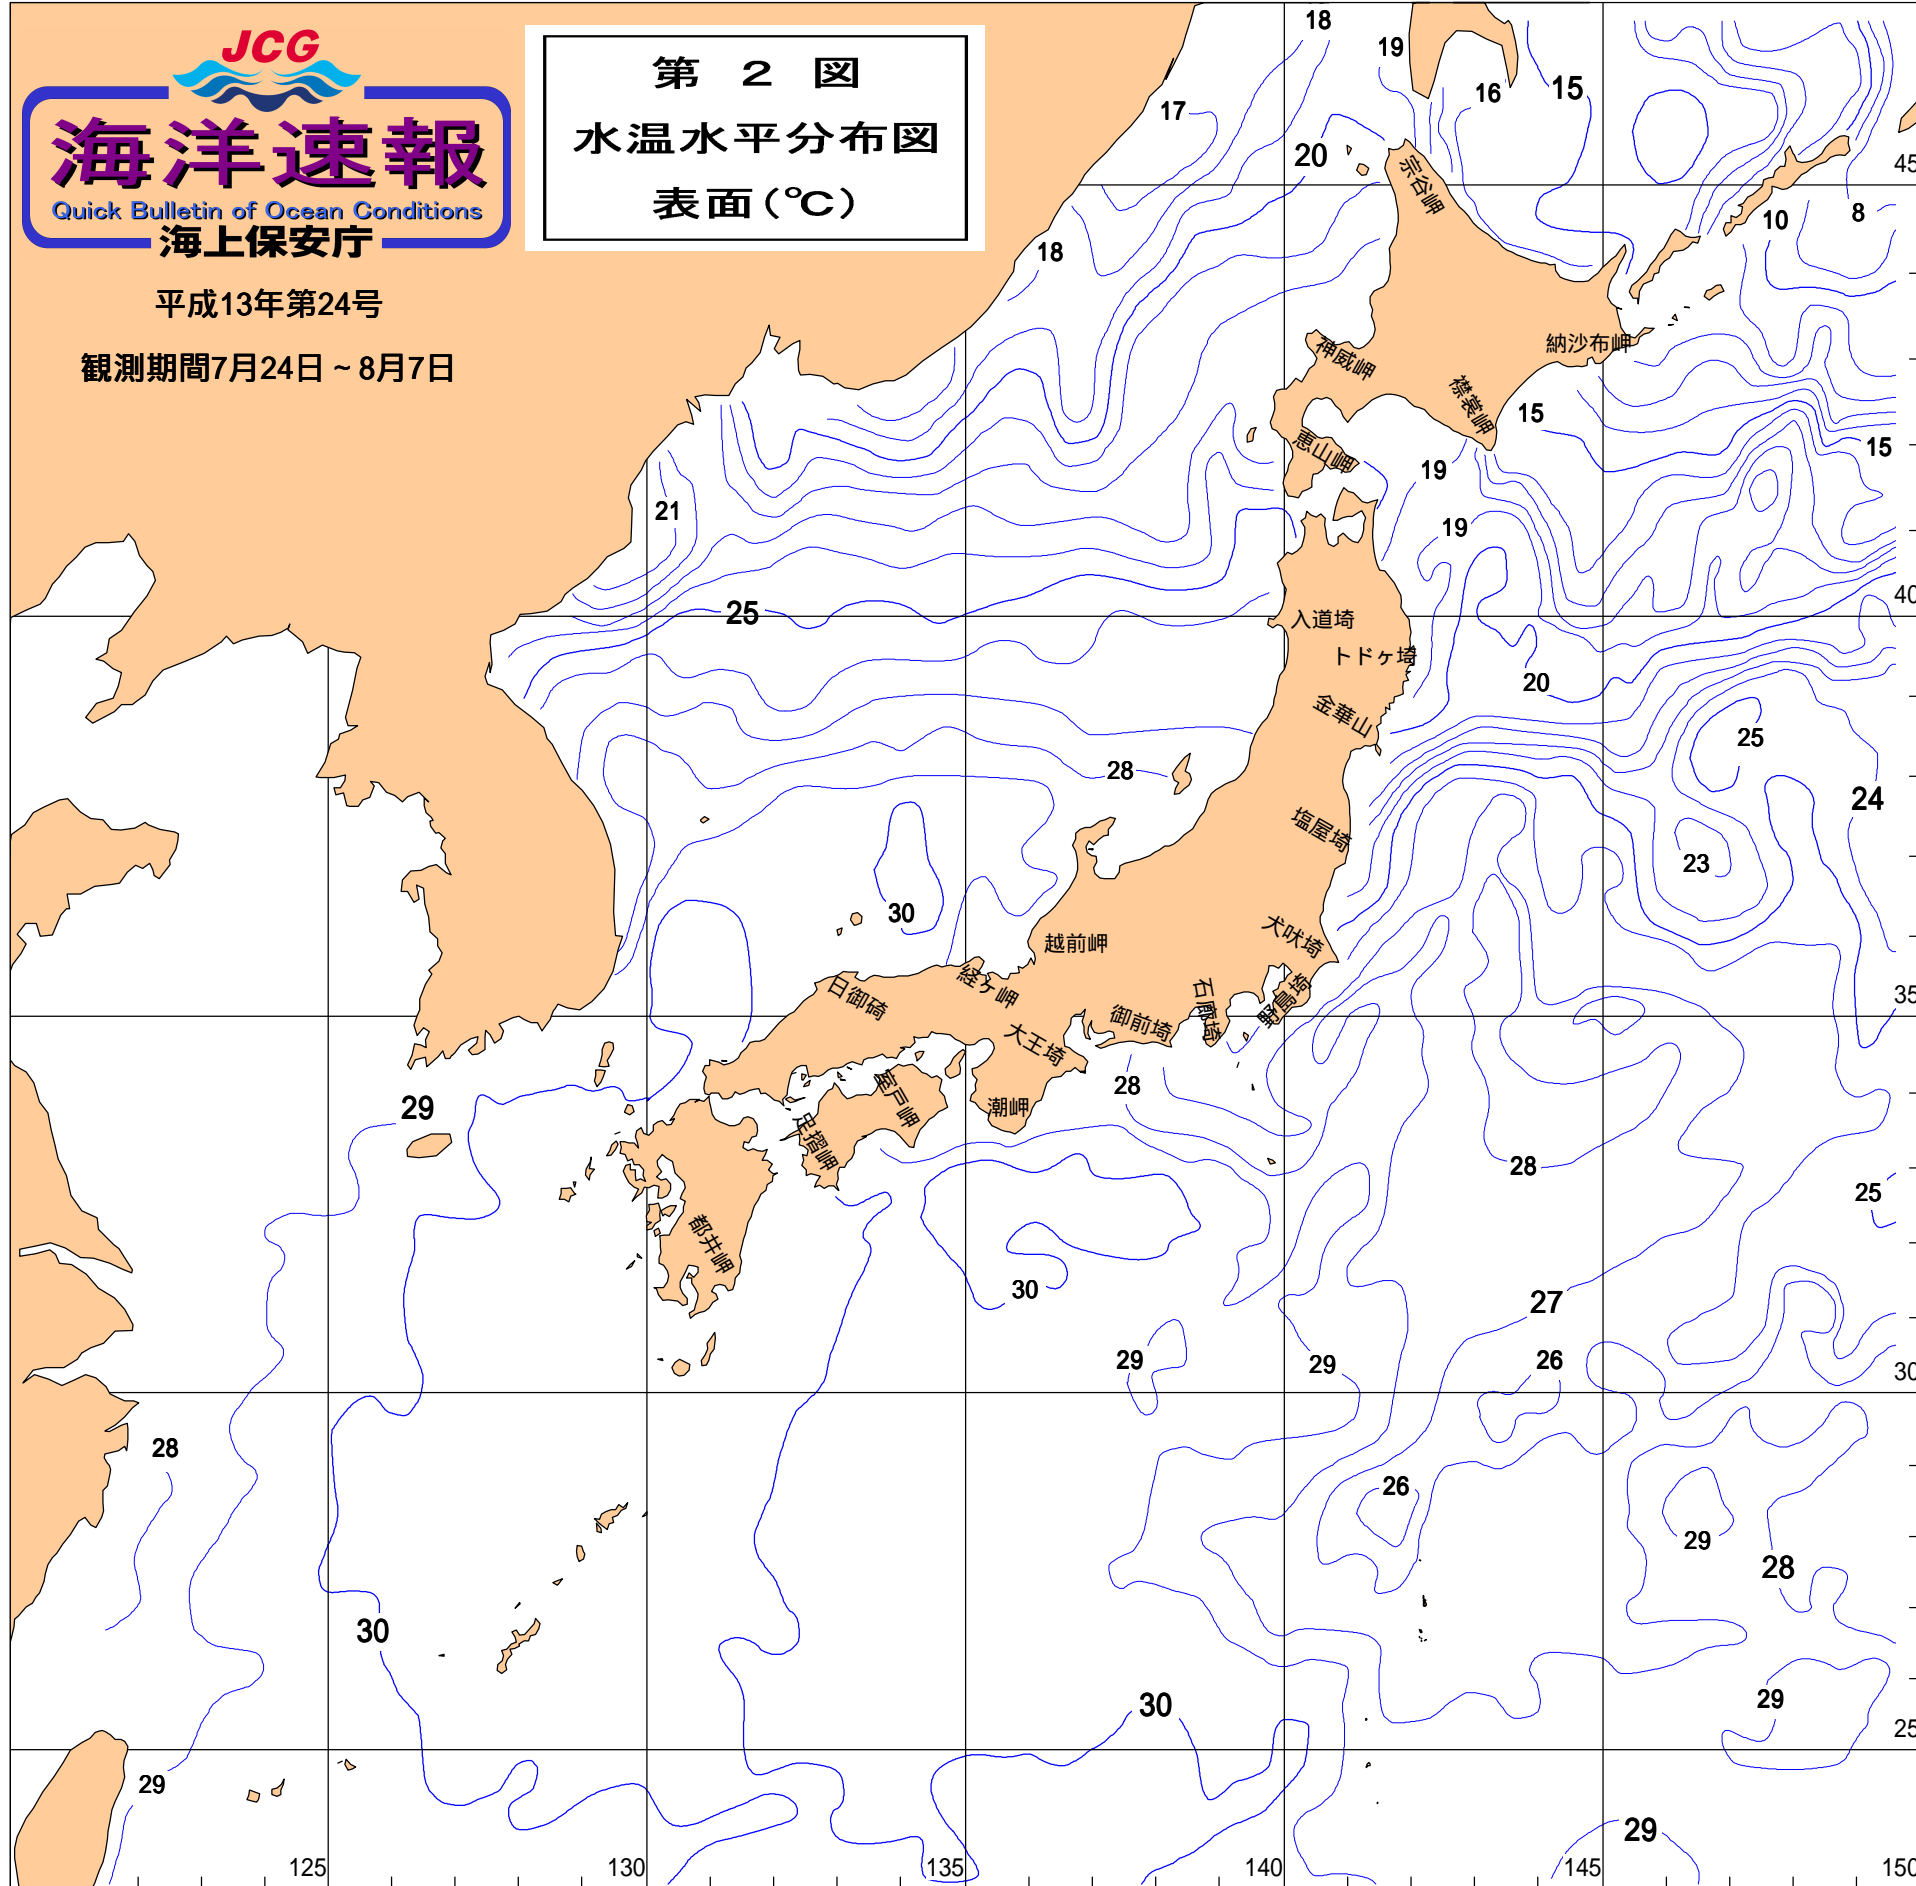 JCG
海洋速報
Quick Bulletin of Ocean Conditions
海上保安庁
平成13年第24号
観測期間7月24日~8月7日
第 2 図
水温水平分布図
表面(℃)
18
19
16
15
17
20
宗谷岬
45
10
8
18
神威岬
納沙布岬
襟裳岬
15
15
恵山岬
19
21
19
40
25
入道埼
トドヶ埼
20
金華山
25
28
24
塩屋埼
23
30
犬吠埼
越前岬
経ヶ岬
日御碕
石廊埼
野島埼
35
御前埼
大王埼
室戸岬
28
29
潮岬
足摺岬
28
25
都井岬
30
27
29
29
26
30
28
26
29
28
30
29
30
25
29
29
125
130
135
140
145
150